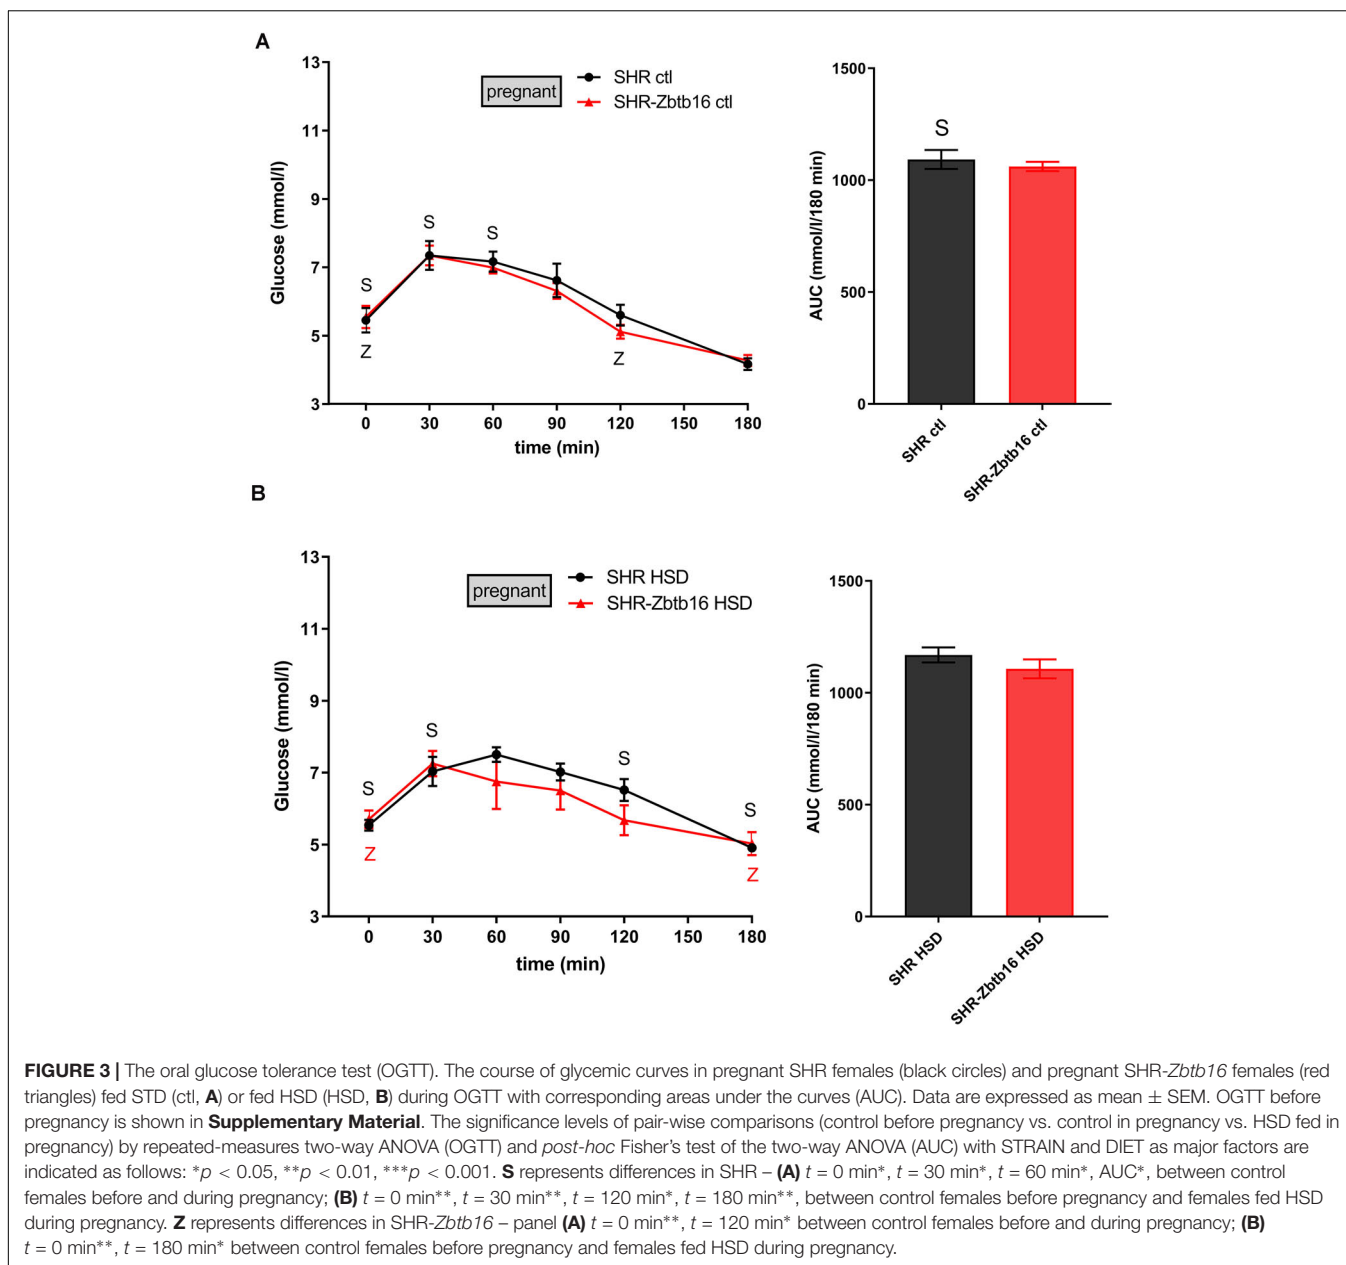 A
13
11
9
7
5
3
Glucose (mmol/l)
pregnant
SHR ctl
SHR-Zbtb16 ctl
S
S
S
Z
Z
0 30 60 90 120 150 180
time (min)
1500
1000
500
0
AUC (mmol/l/180 min)
S
SHR ctl
SHR-Zbtb16 ctl
B
13
11
9
7
5
3
Glucose (mmol/l)
pregnant
SHR HSD
SHR-Zbtb16 HSD
S
S
S
S
Z
Z
0 30 60 90 120 150 180
time (min)
1500
1000
500
0
AUC (mmol/l/180 min)
SHR HSD
SHR-Zbtb16 HSD
FIGURE 3 | The oral glucose tolerance test (OGTT). The course of glycemic curves in pregnant SHR females (black circles) and pregnant SHR-Zbtb16 females (red
triangles) fed STD (ctl, A) or fed HSD (HSD, B) during OGTT with corresponding areas under the curves (AUC). Data are expressed as mean ± SEM. OGTT before
pregnancy is shown in Supplementary Material. The significance levels of pair-wise comparisons (control before pregnancy vs. control in pregnancy vs. HSD fed in
pregnancy) by repeated-measures two-way ANOVA (OGTT) and post-hoc Fisher's test of the two-way ANOVA (AUC) with STRAIN and DIET as major factors are
indicated as follows: *p < 0.05, **p < 0.01, ***p < 0.001. S represents differences in SHR – (A) t = 0 min*, t = 30 min*, t = 60 min*, AUC*, between control
females before and during pregnancy; (B) t = 0 min**, t = 30 min**, t = 120 min*, t = 180 min**, between control females before pregnancy and females fed HSD
during pregnancy. Z represents differences in SHR-Zbtb16 – panel (A) t = 0 min**, t = 120 min* between control females before and during pregnancy; (B)
t = 0 min**, t = 180 min* between control females before pregnancy and females fed HSD during pregnancy.